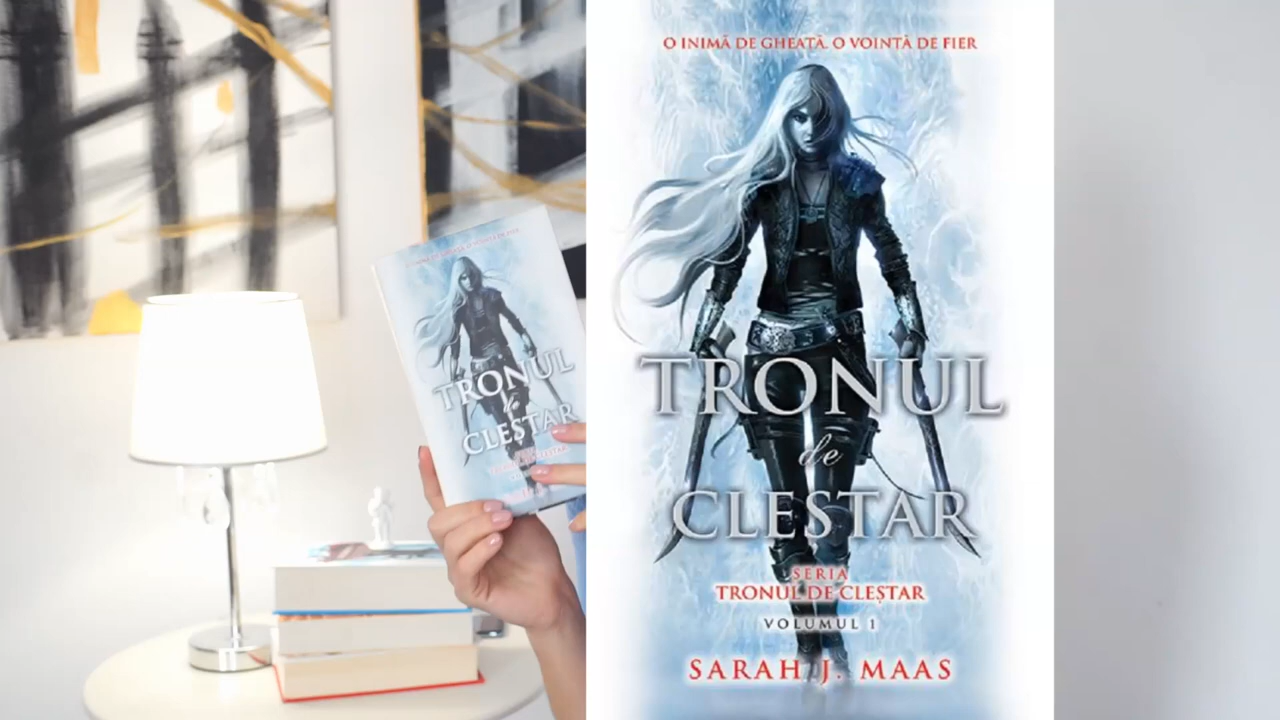 TRONUL
de
CLEȘTAR
O INIMĂ DE GHEAȚĂ. O VOINȚĂ DE FIER
TRONUL
de
CLEȘTAR
SERIA
TRONUL DE CLEȘTAR
VOLUMUL 1
SARAH J. MAAS